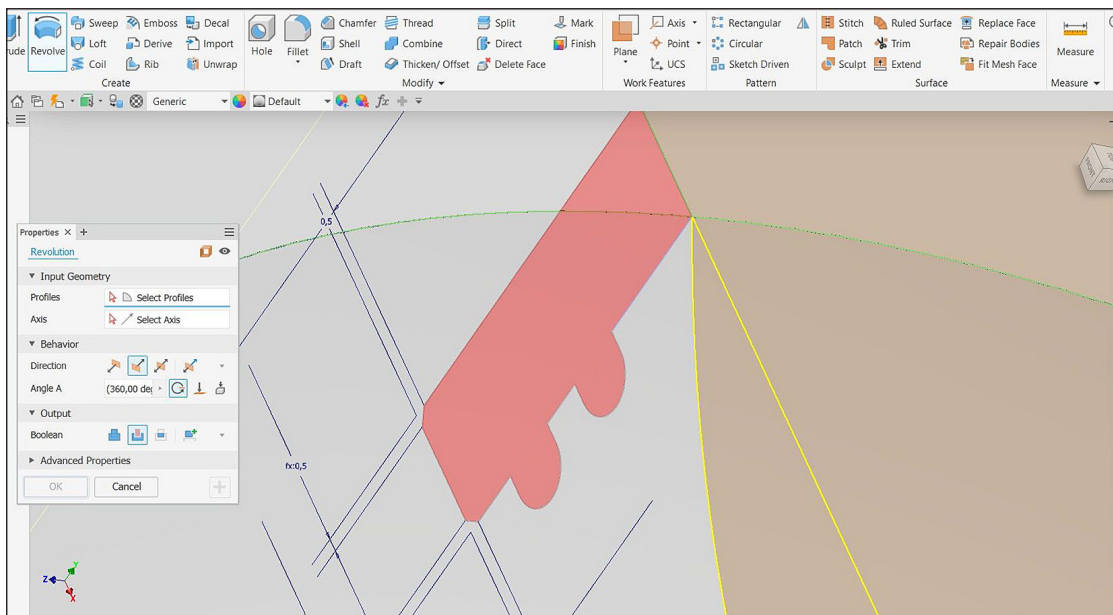 Sweep Emboss Decal Chamfer Thread Split Mark Axis Rectangular Stitch Ruled Surface Replace Face
Revolve Loft Derive Import Hole Fillet Shell Combine Direct Finish Plane Point Circular Patch Trim Repair Bodies Measure
Coil Rib Unwrap Draft Thicken/ Offset Delete Face UCS Sketch Driven Sculpt Extend Fit Mesh Face
Create Modify Work Features Pattern Surface Measure
Generic Default fx
0,5
Properties
Revolution
Input Geometry
Profiles Select Profiles
Axis Select Axis
Behavior
Direction
Angle A (360,00 deg
Output
Boolean
fx:0,5
Advanced Properties
OK Cancel
Z Y X